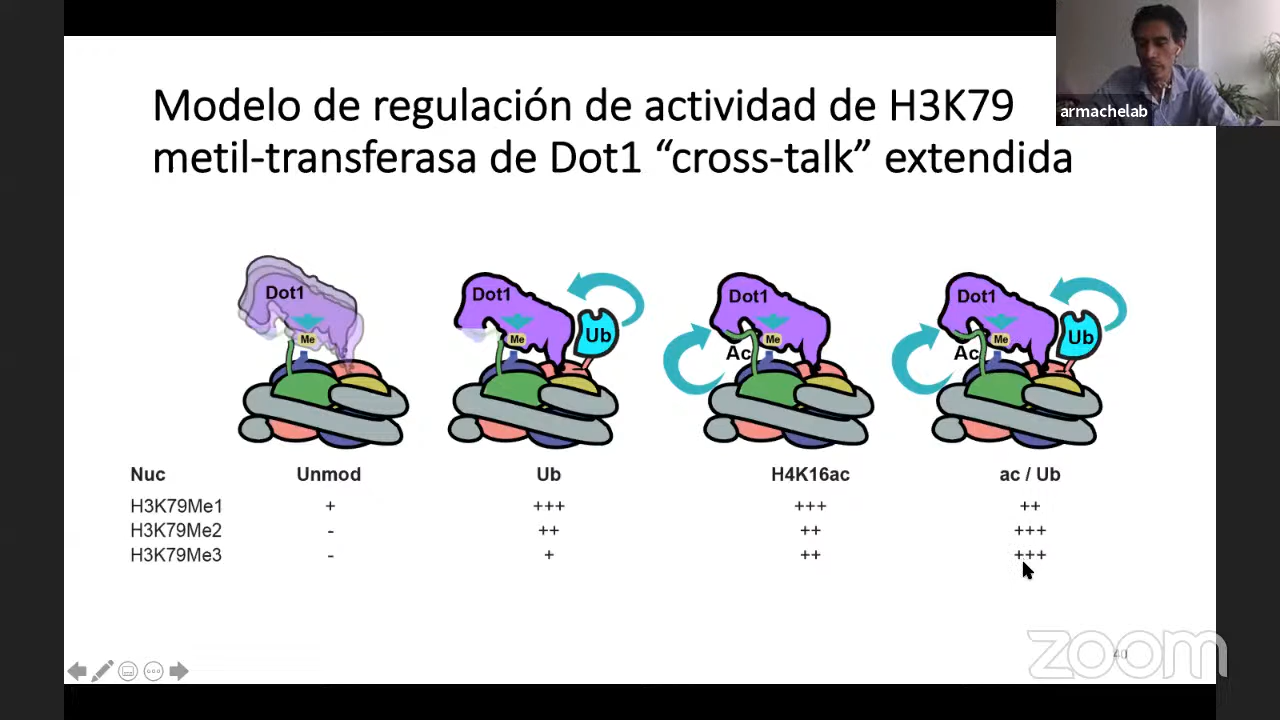 Modelo de regulación de actividad de H3K79
metil-transferasa de Dot1 “cross-talk” extendida
armachelab
Dot1
Me
Dot1
Me
Ub
Dot1
Me
Ac
Dot1
Me
Ac
Ub
Nuc Unmod Ub H4K16ac ac / Ub
H3K79Me1 + +++ +++ ++
H3K79Me2 - ++ ++ +++
H3K79Me3 - + ++ +++
zoom
40